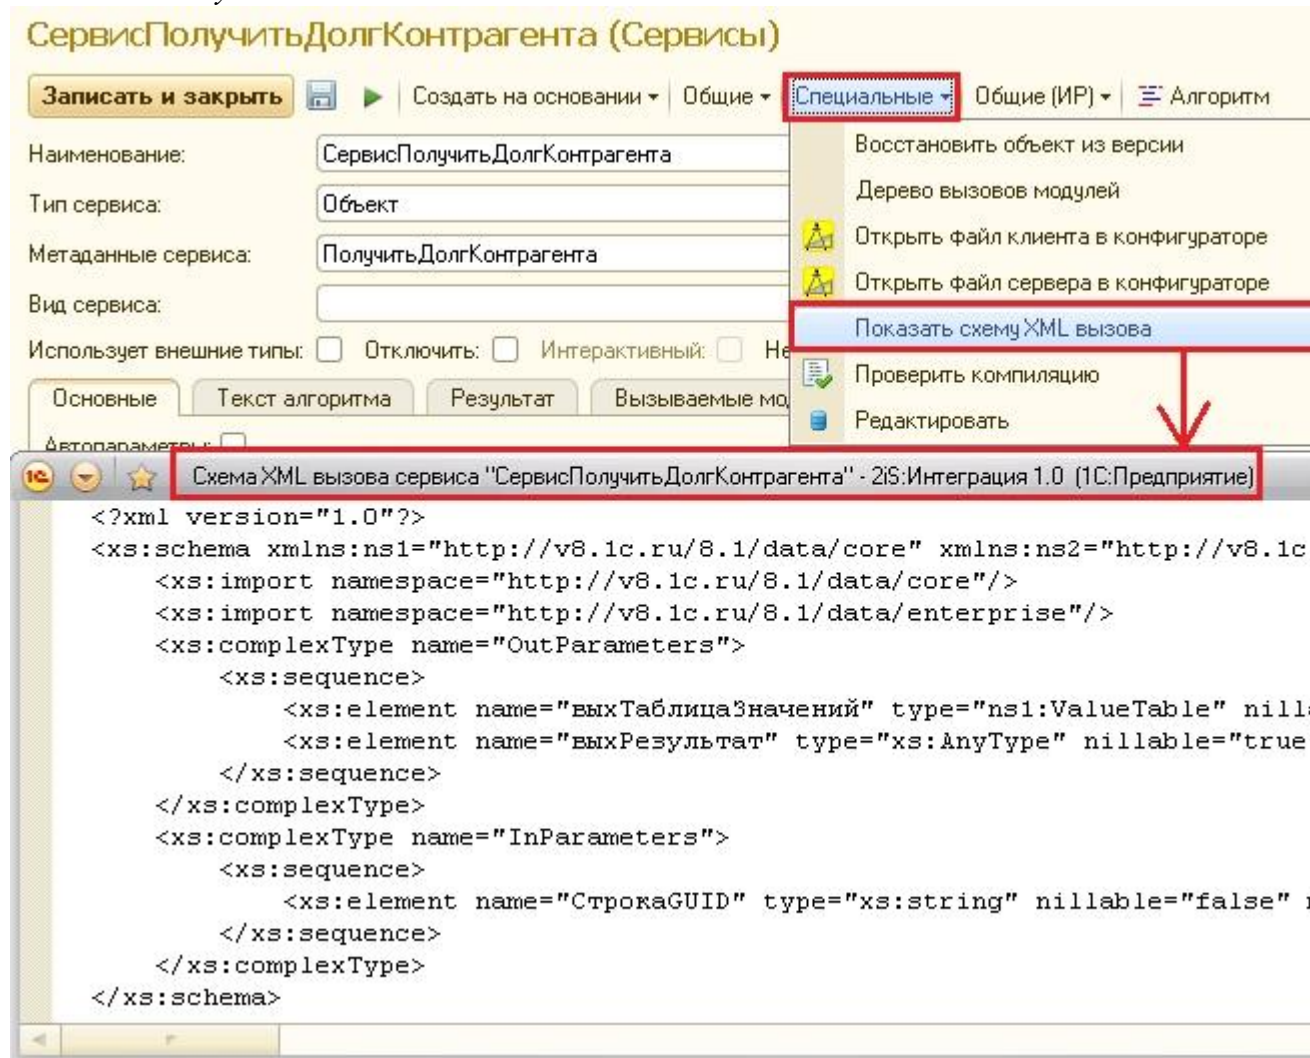 СервисПолучитьДолгКонтрагента (Сервисы)
Записать и закрыть Создать на основании Общие Специальные Общие (ИР) Алгоритм
Наименование: СервисПолучитьДолгКонтрагента
Тип сервиса: Объект
Метаданные сервиса: ПолучитьДолгКонтрагента
Вид сервиса:
Использует внешние типы: Отключить: Интерактивный: Не
Основные Текст алгоритма Результат Вызываемые мо
Автопараметры:
Восстановить объект из версии
Дерево вызовов модулей
Открыть файл клиента в конфигураторе
Открыть файл сервера в конфигураторе
Показать схему XML вызова
Проверить компиляцию
Редактировать
Схема XML вызова сервиса "СервисПолучитьДолгКонтрагента" - 2iS:Интеграция 1.0 (1С:Предприятие)
<?xml version="1.0"?>
<xs:schema xmlns:ns1="http://v8.1c.ru/8.1/data/core" xmlns:ns2="http://v8.1c
<xs:import namespace="http://v8.1c.ru/8.1/data/core"/>
<xs:import namespace="http://v8.1c.ru/8.1/data/enterprise"/>
<xs:complexType name="OutParameters">
<xs:sequence>
<xs:element name="выхТаблицаЗначений" type="ns1:ValueTable" nill
<xs:element name="выхРезультат" type="xs:AnyType" nillable="true
</xs:sequence>
</xs:complexType>
<xs:complexType name="InParameters">
<xs:sequence>
<xs:element name="СтрокаGUID" type="xs:string" nillable="false"
</xs:sequence>
</xs:complexType>
</xs:schema>